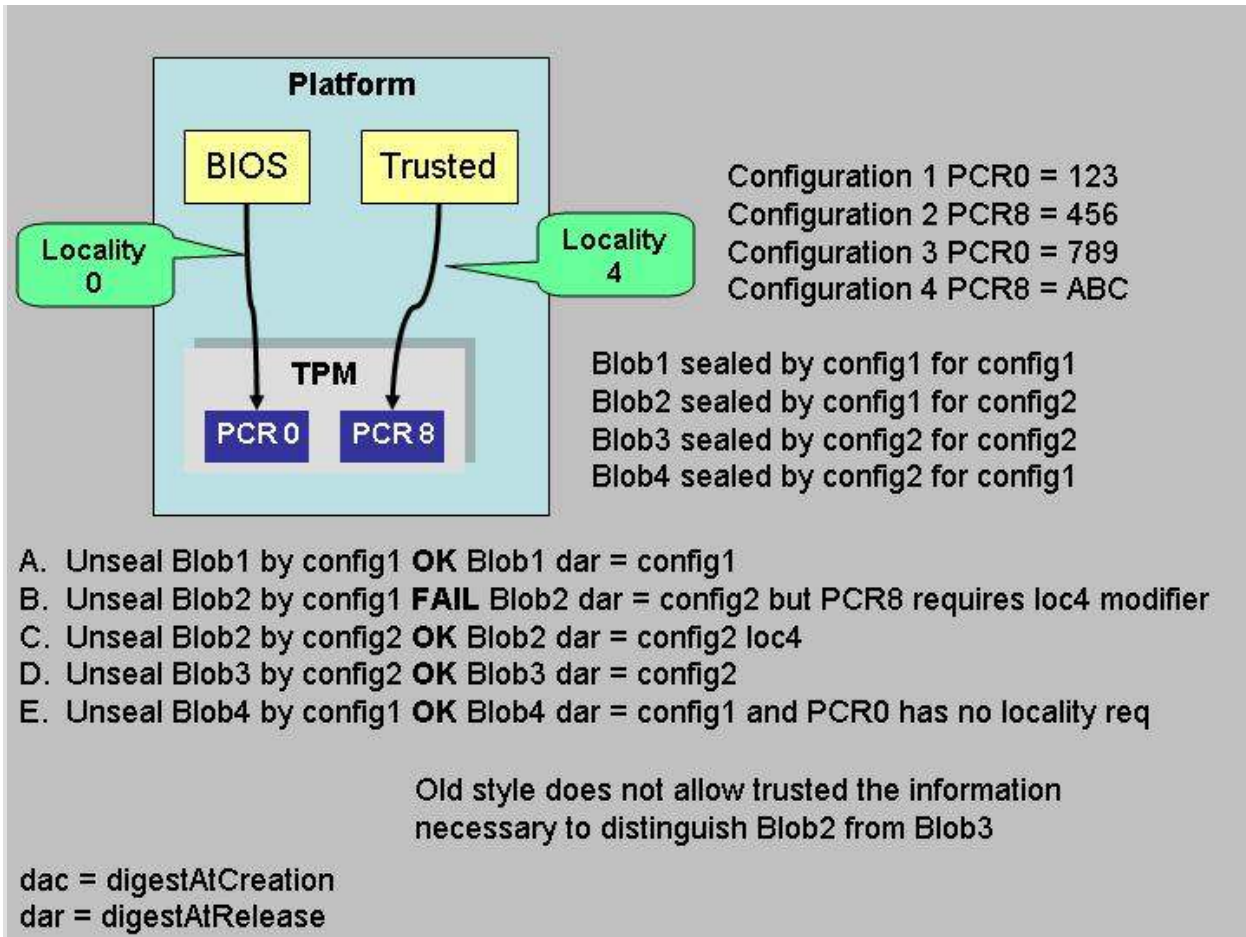 Platform
BIOS
Trusted
Locality
0
Locality
4
TPM
PCR 0
PCR 8
Configuration 1 PCR0 = 123
Configuration 2 PCR8 = 456
Configuration 3 PCR0 = 789
Configuration 4 PCR8 = ABC
Blob1 sealed by config1 for config1
Blob2 sealed by config1 for config2
Blob3 sealed by config2 for config2
Blob4 sealed by config2 for config1
A. Unseal Blob1 by config1 OK Blob1 dar = config1
B. Unseal Blob2 by config1 FAIL Blob2 dar = config2 but PCR8 requires loc4 modifier
C. Unseal Blob2 by config2 OK Blob2 dar = config2 loc4
D. Unseal Blob3 by config2 OK Blob3 dar = config2
E. Unseal Blob4 by config1 OK Blob4 dar = config1 and PCR0 has no locality req
Old style does not allow trusted the information
necessary to distinguish Blob2 from Blob3
dac = digestAtCreation
dar = digestAtRelease